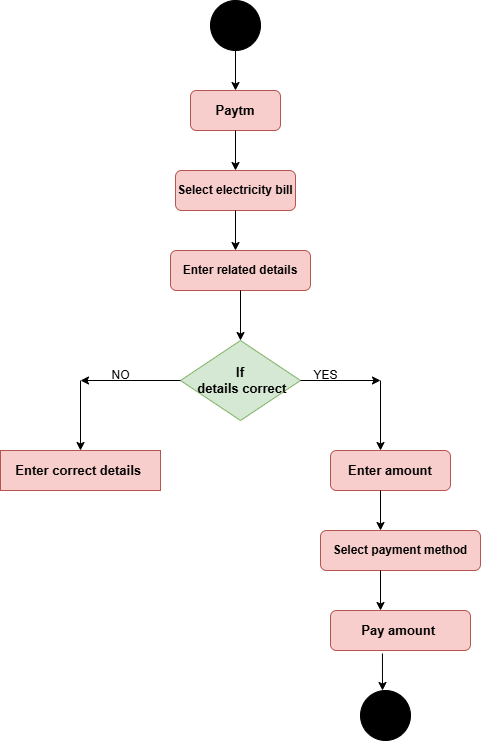 Paytm
Select electricity bill
Enter related details
If
details correct
NO
YES
Enter correct details
Enter amount
Select payment method
Pay amount